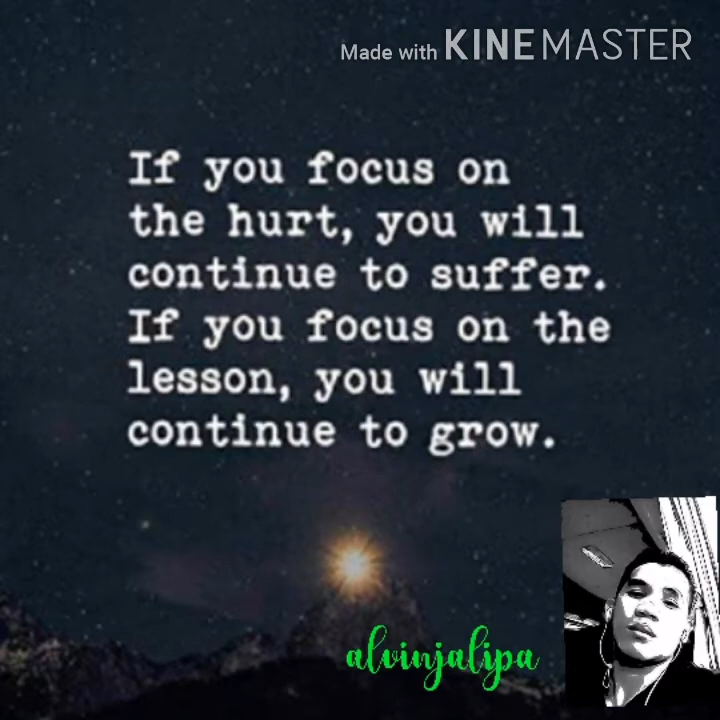 Made with KINEMASTER
If you focus on
the hurt, you will
continue to suffer.
If you focus on the
lesson, you will
continue to grow.
alvinjalipa